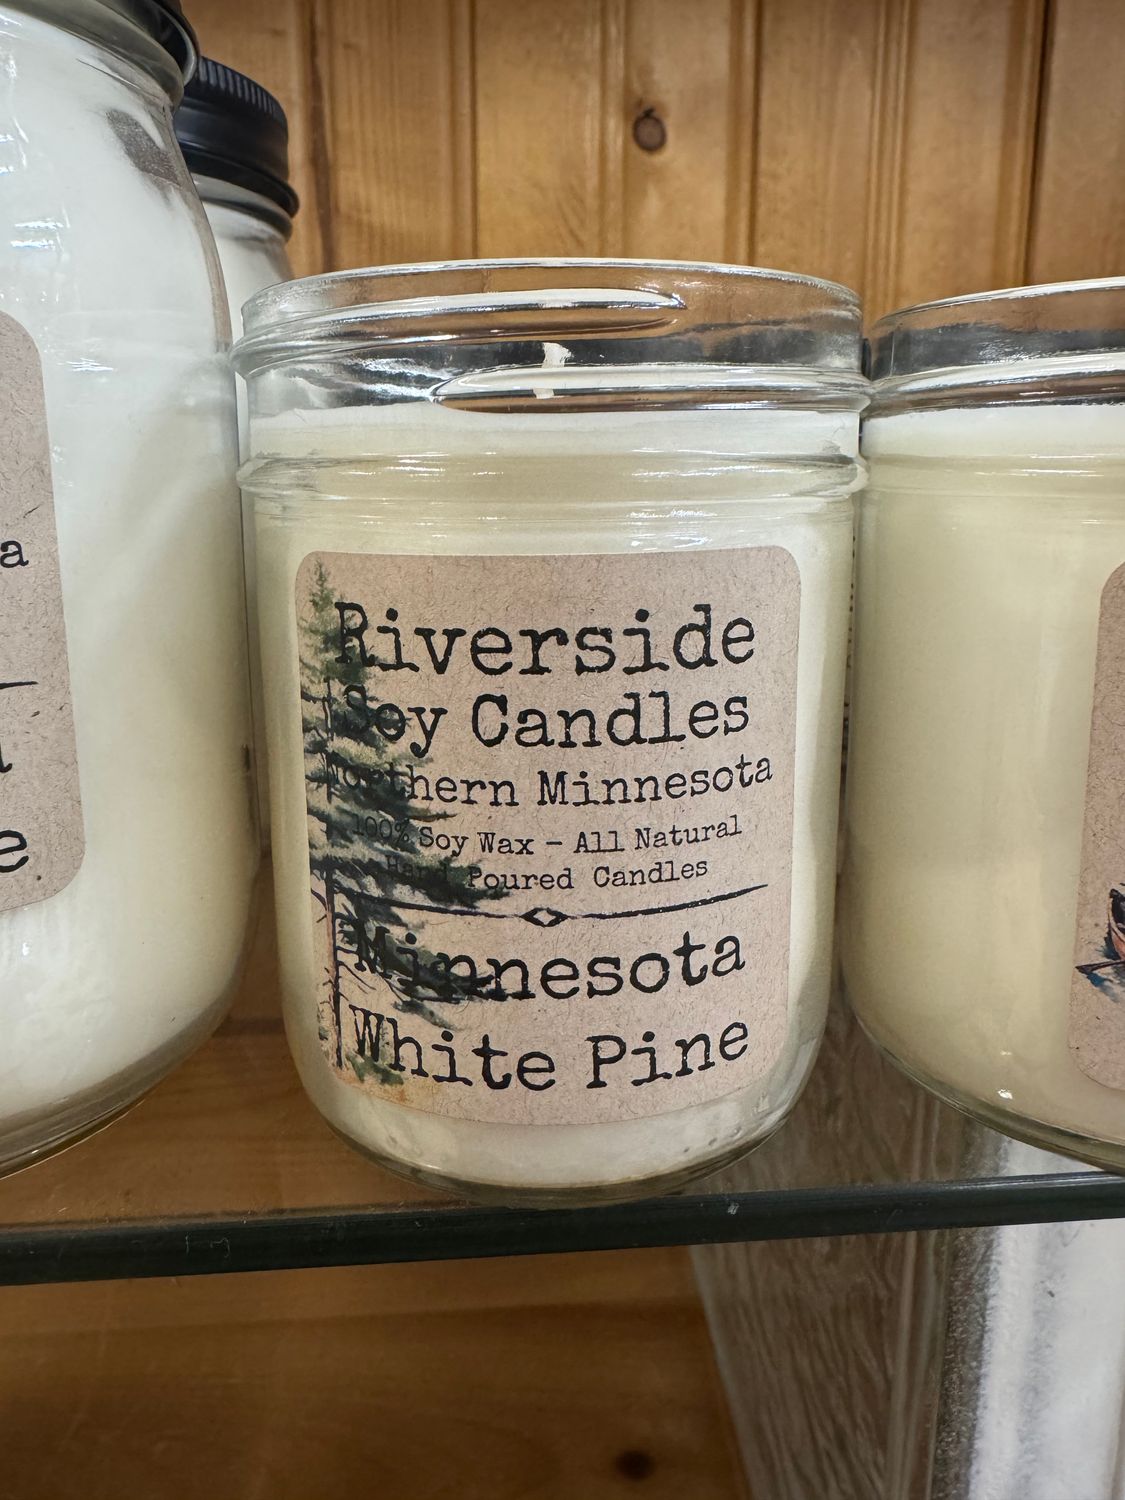 Riverside
Soy Candles
Northern Minnesota
100% Soy Wax - All Natural
Hand Poured Candles
Minnesota
White Pine
a
e